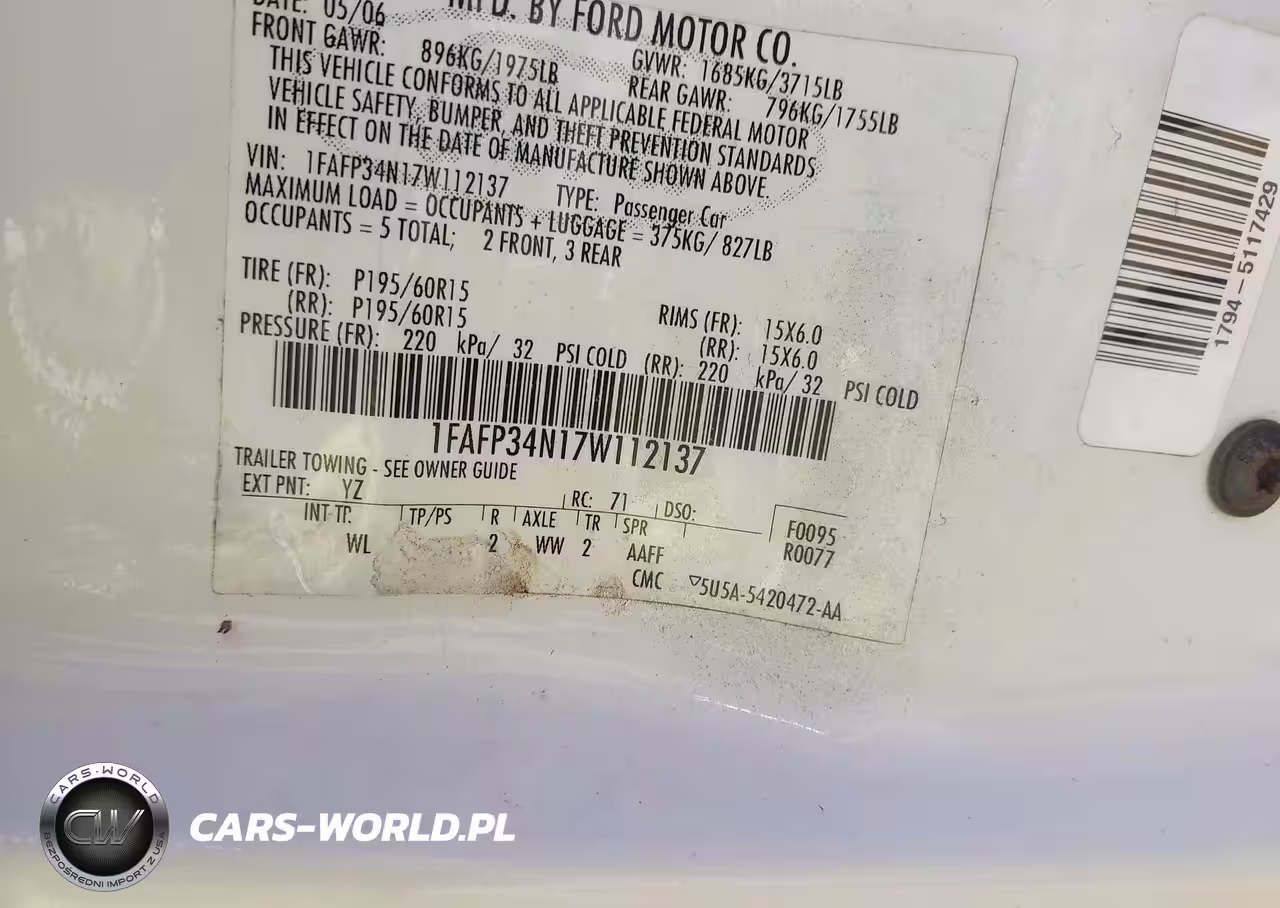 DATE: 05/06
MFD. BY FORD MOTOR CO.
FRONT GAWR: 896KG/1975LB
GVWR: 1685KG/3715LB
REAR GAWR: 796KG/1755LB
THIS VEHICLE CONFORMS TO ALL APPLICABLE FEDERAL MOTOR
VEHICLE SAFETY, BUMPER, AND THEFT PREVENTION STANDARDS
IN EFFECT ON THE DATE OF MANUFACTURE SHOWN ABOVE.
VIN: 1FAFP34N17W112137 TYPE: Passenger Car
MAXIMUM LOAD = OCCUPANTS + LUGGAGE = 375KG/ 827LB
OCCUPANTS = 5 TOTAL; 2 FRONT, 3 REAR
TIRE (FR): P195/60R15 RIMS (FR): 15X6.0
(RR): P195/60R15 (RR): 15X6.0
PRESSURE (FR): 220 kPa/ 32 PSI COLD (RR): 220 kPa/ 32 PSI COLD
1FAFP34N17W112137
TRAILER TOWING - SEE OWNER GUIDE
EXT PNT: YZ RC: 71 DSO:
INT TR. TP/PS R AXLE TR SPR F0095
WL 2 WW 2 AAFF R0077
CMC 5U5A-5420472-AA
1794-5117429
CARS-WORLD
CW
BEZPOŚREDNI IMPORT Z USA
CARS-WORLD.PL